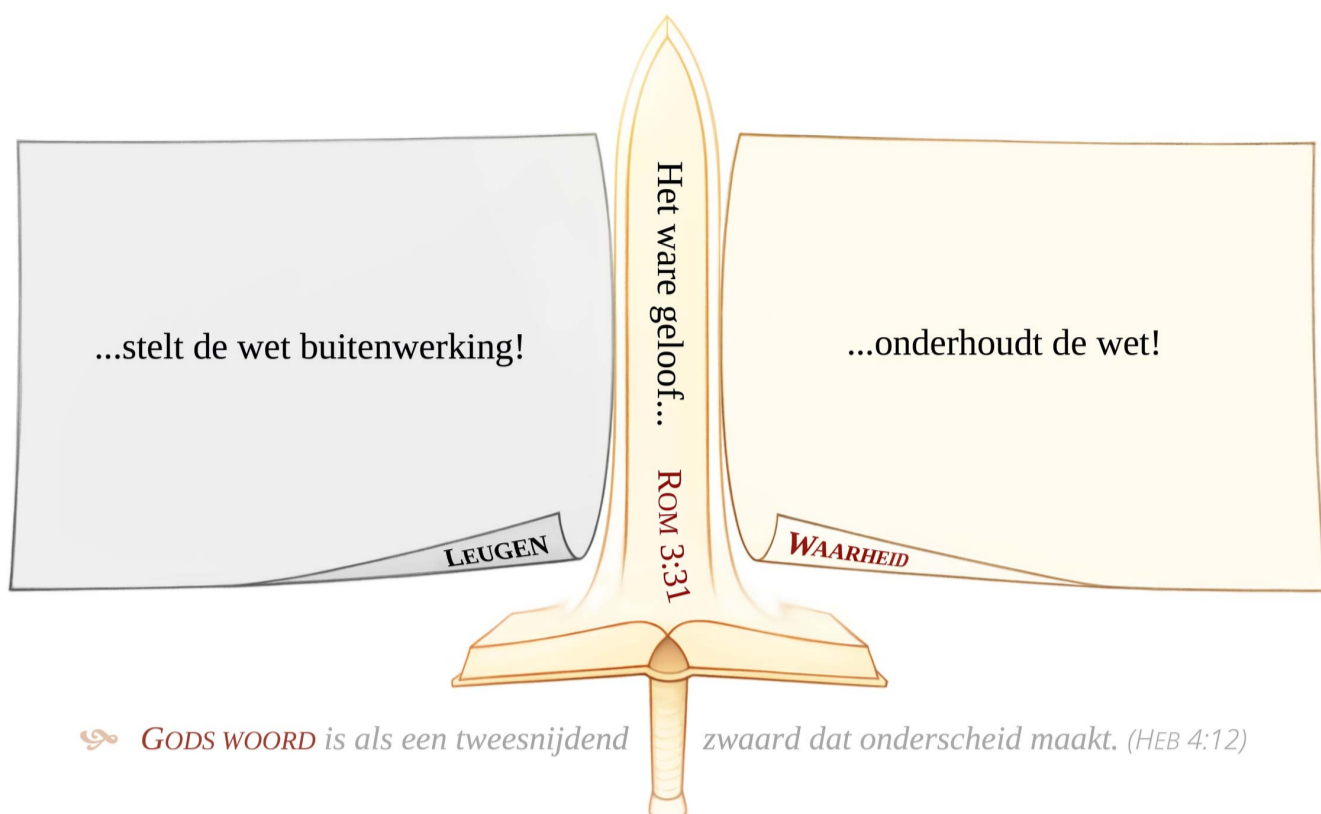 ...stelt de wet buitenwerking!
LEUGEN
Het ware geloof... ROM 3:31
...onderhoudt de wet!
WAARHEID
GODS WOORD is als een tweesnijdend zwaard dat onderscheid maakt. (HEB 4:12)